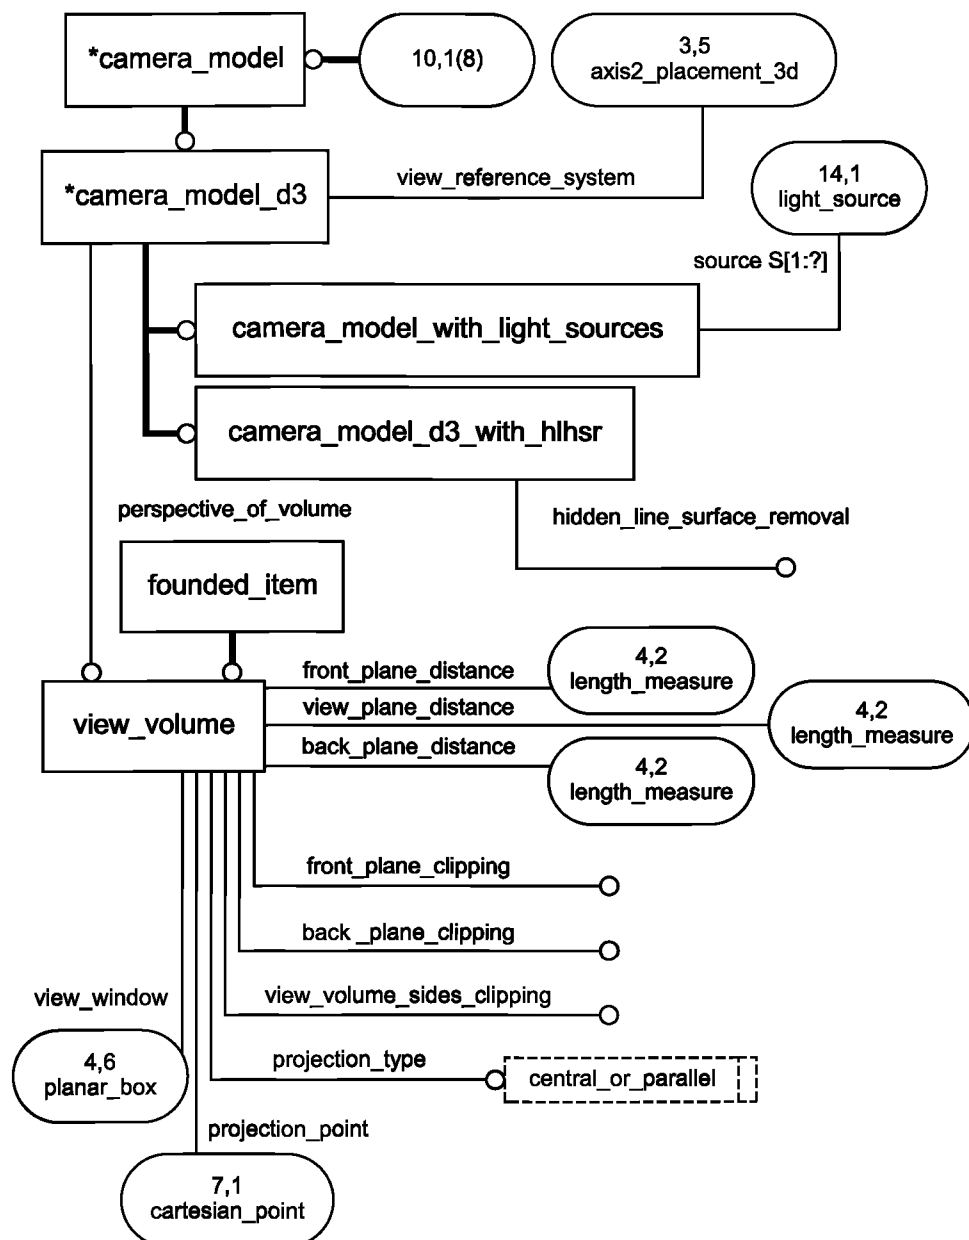 *camera_model
10,1(8)
3,5
axis2_placement_3d
*camera_model_d3
view_reference_system
14,1
light_source
source S[1:?]
camera_model_with_light_sources
camera_model_d3_with_hlhsr
perspective_of_volume
hidden_line_surface_removal
founded_item
front_plane_distance
4,2
length_measure
view_volume
view_plane_distance
4,2
length_measure
back_plane_distance
4,2
length_measure
front_plane_clipping
back _plane_clipping
view_window
view_volume_sides_clipping
4,6
planar_box
projection_type
central_or_parallel
projection_point
7,1
cartesian_point